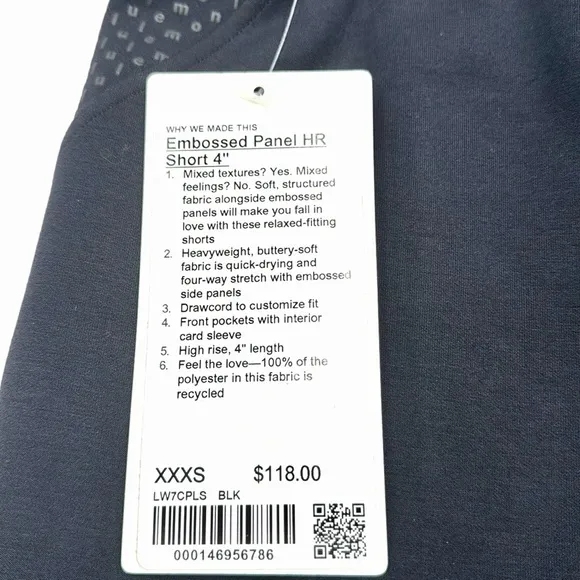 uemon
WHY WE MADE THIS
Embossed Panel HR
Short 4"
1. Mixed textures? Yes. Mixed
feelings? No. Soft, structured
fabric alongside embossed
panels will make you fall in
love with these relaxed-fitting
shorts
2. Heavyweight, buttery-soft
fabric is quick-drying and
four-way stretch with embossed
side panels
3. Drawcord to customize fit
4. Front pockets with interior
card sleeve
5. High rise, 4" length
6. Feel the love—100% of the
polyester in this fabric is
recycled
XXXS $118.00
LW7CPLS BLK
000146956786